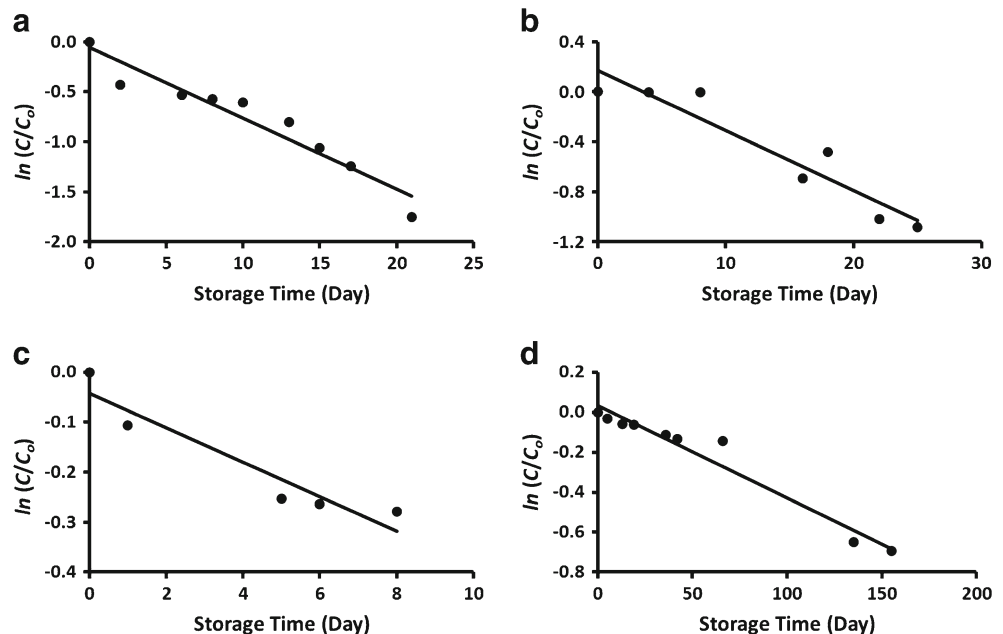 a
0.0
-0.5
-1.0
-1.5
-2.0
ln (C/Co)
0 5 10 15 20 25
Storage Time (Day)
b
0.4
0.0
-0.4
-0.8
-1.2
ln (C/Co)
0 10 20 30
Storage Time (Day)
c
0.0
-0.1
-0.2
-0.3
-0.4
ln (C/Co)
0 2 4 6 8 10
Storage Time (Day)
d
0.2
0.0
-0.2
-0.4
-0.6
-0.8
ln (C/Co)
0 50 100 150 200
Storage Time (Day)